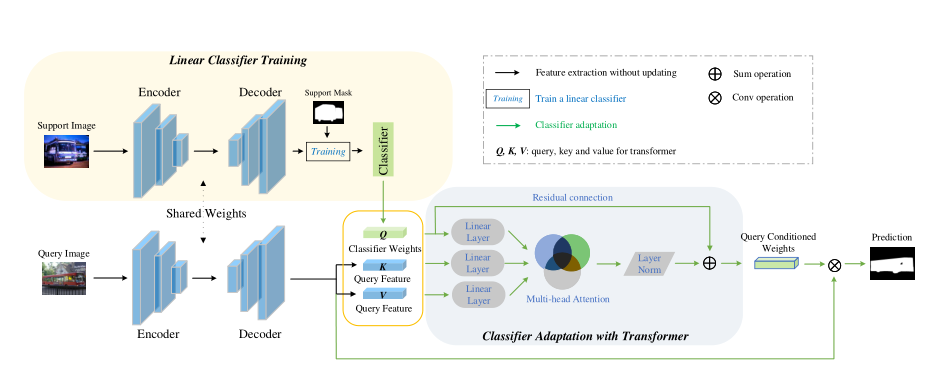 Linear Classifier Training
Encoder
Decoder
Support Mask
Support Image
Training
Classifier
Shared Weights
Query Image
Encoder
Decoder
Q
Classifier Weights
K
Query Feature
V
Query Feature
Residual connection
Linear
Layer
Linear
Layer
Linear
Layer
Multi-head Attention
Layer
Norm
Query Conditioned
Weights
Prediction
Classifier Adaptation with Transformer
Feature extraction without updating
Sum operation
Training
Train a linear classifier
Conv operation
Classifier adaptation
Q, K, V: query, key and value for transformer